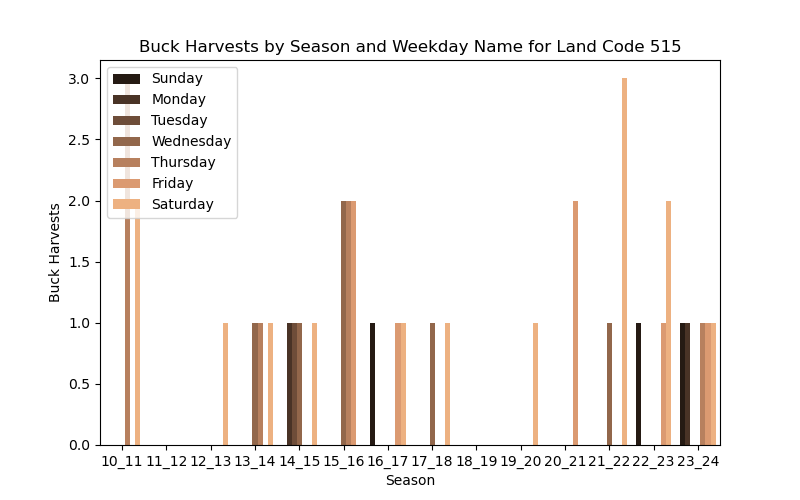 Buck Harvests by Season and Weekday Name for Land Code 515
Buck Harvests
3.0
2.5
2.0
1.5
1.0
0.5
0.0
Sunday
Monday
Tuesday
Wednesday
Thursday
Friday
Saturday
10_11 11_12 12_13 13_14 14_15 15_16 16_17 17_18 18_19 19_20 20_21 21_22 22_23 23_24
Season